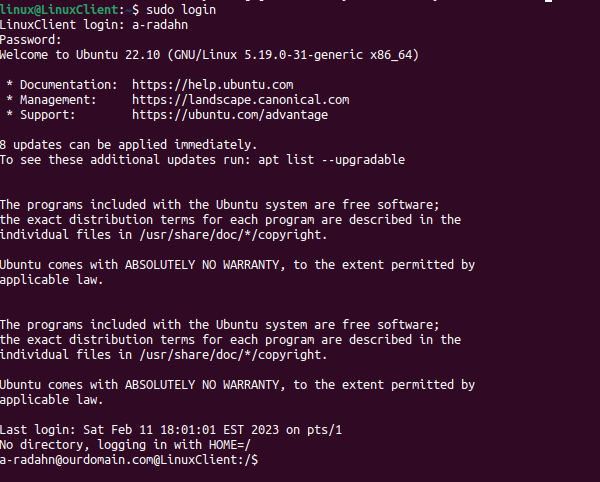 linux@LinuxClient:~$ sudo login
LinuxClient login: a-radahn
Password:
Welcome to Ubuntu 22.10 (GNU/Linux 5.19.0-31-generic x86_64)
* Documentation:  https://help.ubuntu.com
* Management:     https://landscape.canonical.com
* Support:        https://ubuntu.com/advantage
8 updates can be applied immediately.
To see these additional updates run: apt list --upgradable
The programs included with the Ubuntu system are free software;
the exact distribution terms for each program are described in the
individual files in /usr/share/doc/*/copyright.
Ubuntu comes with ABSOLUTELY NO WARRANTY, to the extent permitted by
applicable law.
The programs included with the Ubuntu system are free software;
the exact distribution terms for each program are described in the
individual files in /usr/share/doc/*/copyright.
Ubuntu comes with ABSOLUTELY NO WARRANTY, to the extent permitted by
applicable law.
Last login: Sat Feb 11 18:01:01 EST 2023 on pts/1
No directory, logging in with HOME=/
a-radahn@ourdomain.com@LinuxClient:/$